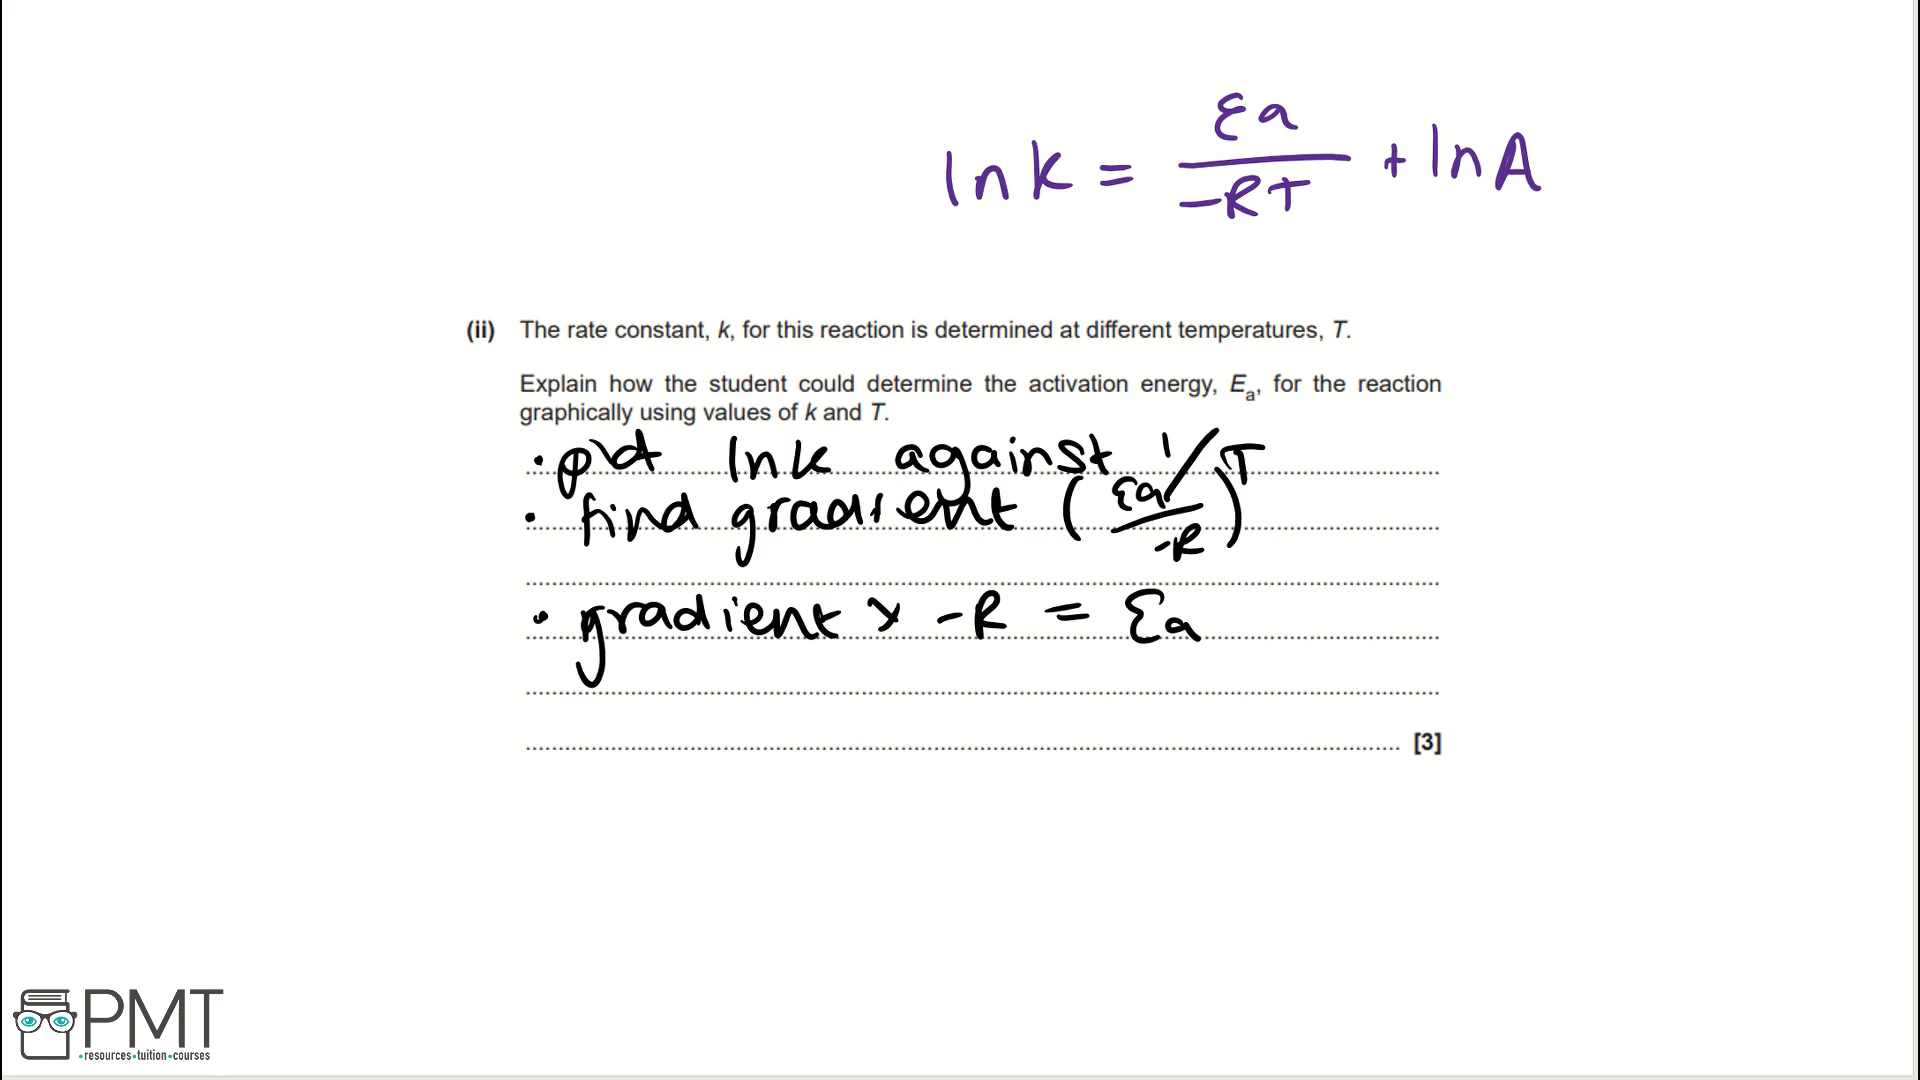 ln k = Ea / -RT + ln A
(ii) The rate constant, k, for this reaction is determined at different temperatures, T.
Explain how the student could determine the activation energy, Ea, for the reaction
graphically using values of k and T.
• plot lnk against 1/T
• find gradient (Ea/-R)
• gradient x -R = Ea
[3]
PMT
•resources•tuition•courses